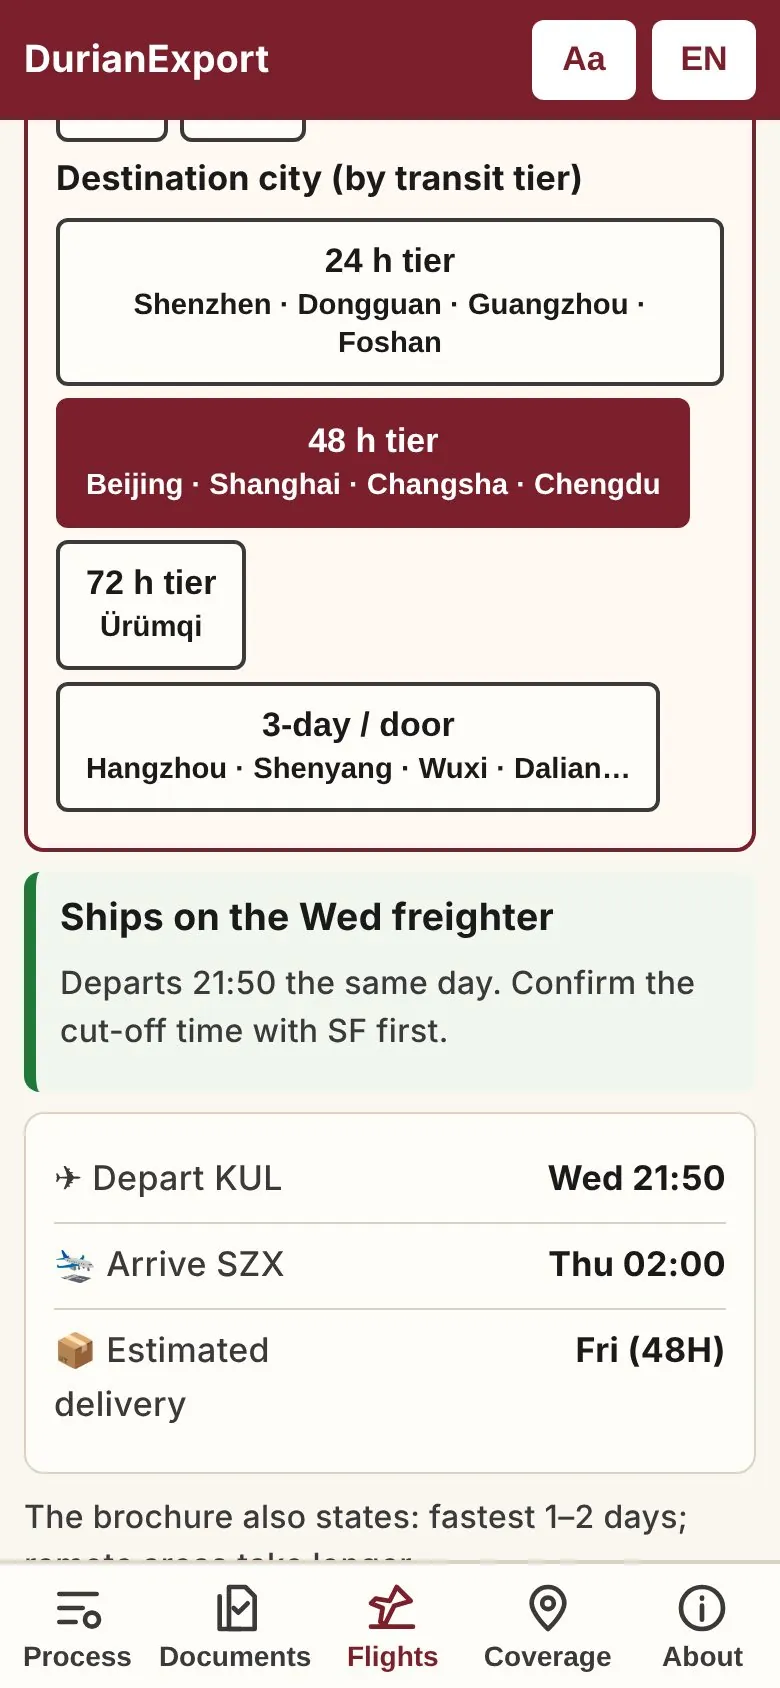 DurianExport
Aa
EN
Destination city (by transit tier)
24 h tier
Shenzhen · Dongguan · Guangzhou ·
Foshan
48 h tier
Beijing · Shanghai · Changsha · Chengdu
72 h tier
Ürümqi
3-day / door
Hangzhou · Shenyang · Wuxi · Dalian…
Ships on the Wed freighter
Departs 21:50 the same day. Confirm the
cut-off time with SF first.
✈ Depart KUL
Wed 21:50
🛬 Arrive SZX
Thu 02:00
📦 Estimated
delivery
Fri (48H)
The brochure also states: fastest 1–2 days;
remote areas take longer
Process
Documents
Flights
Coverage
About